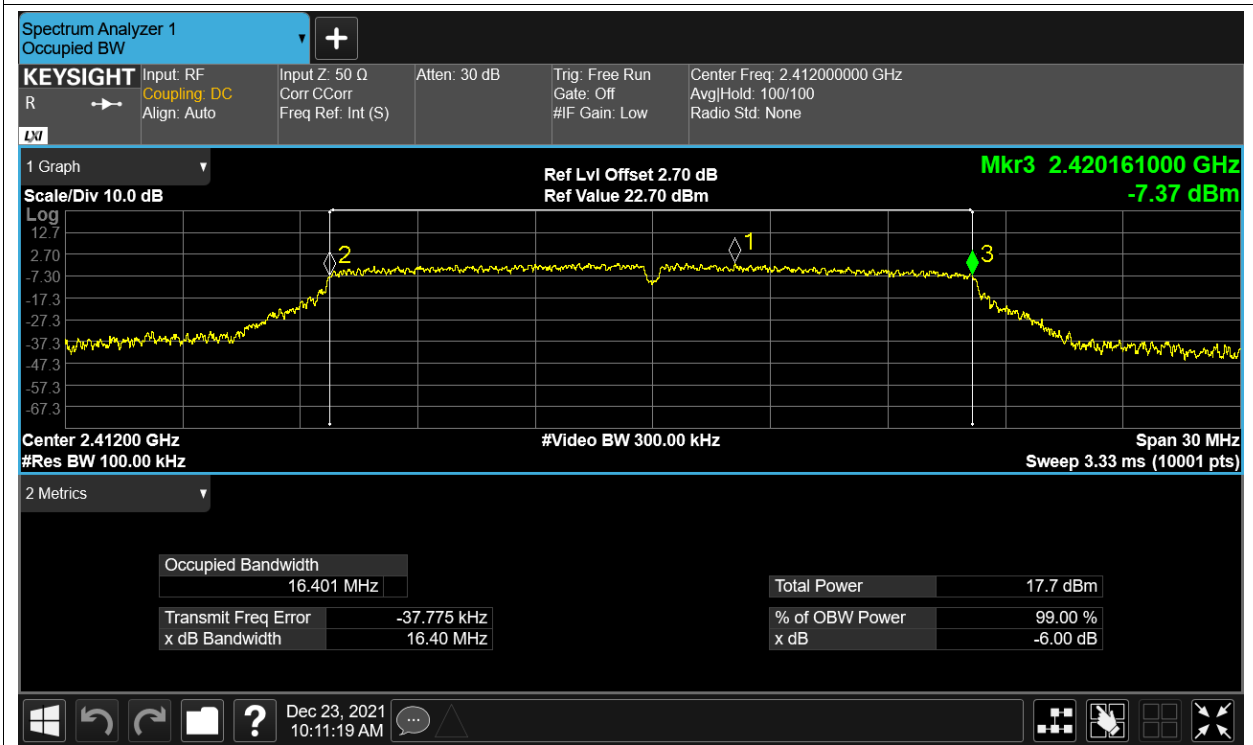 Spectrum Analyzer 1
Occupied BW
KEYSIGHT
R
LXI
Input: RF
Coupling: DC
Align: Auto
Input Z: 50 Ω
Corr CCorr
Freq Ref: Int (S)
Atten: 30 dB
Trig: Free Run
Gate: Off
#IF Gain: Low
Center Freq: 2.412000000 GHz
Avg|Hold: 100/100
Radio Std: None
1 Graph
Scale/Div 10.0 dB
Ref Lvl Offset 2.70 dB
Ref Value 22.70 dBm
Mkr3 2.420161000 GHz
-7.37 dBm
Log
12.7
2.70
-7.30
-17.3
-27.3
-37.3
-47.3
-57.3
-67.3
2
1
3
Center 2.41200 GHz
#Video BW 300.00 kHz
Span 30 MHz
#Res BW 100.00 kHz
Sweep 3.33 ms (10001 pts)
2 Metrics
Occupied Bandwidth
16.401 MHz
Transmit Freq Error -37.775 kHz
x dB Bandwidth 16.40 MHz
Total Power 17.7 dBm
% of OBW Power 99.00 %
x dB -6.00 dB
?
Dec 23, 2021
10:11:19 AM